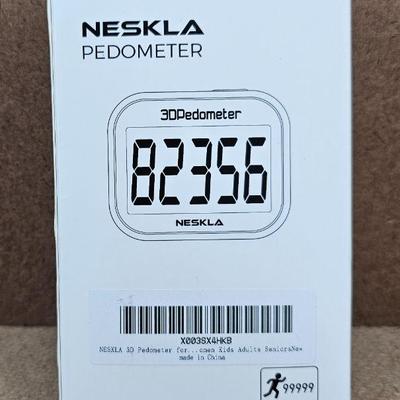 NESKLA
PEDOMETER
3DPedometer
82356
NESKLA
X003SX4HKB
NESKLA 3D Pedometer for...omen Kids Adults SeniorsNew
made in China
99999